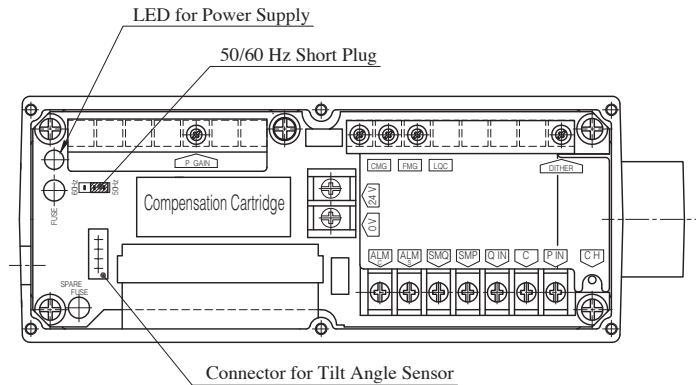 LED for Power Supply
50/60 Hz Short Plug
P GAIN
CMG FMG LQC DITHER
60Hz 50Hz
FUSE
Compensation Cartridge
24 V
0 V
ALM C ALM S SMQ SMP Q IN C P IN C H
SPARE
FUSE
Connector for Tilt Angle Sensor